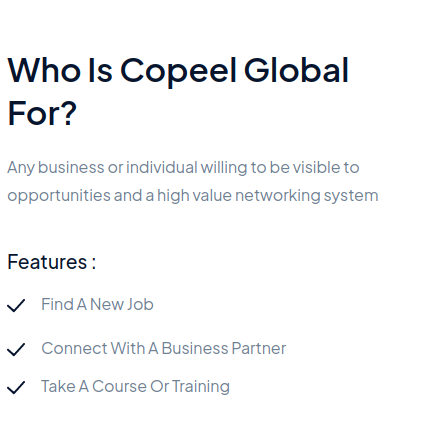 Who Is Copeel Global
For?
Any business or individual willing to be visible to
opportunities and a high value networking system
Features :
Find A New Job
Connect With A Business Partner
Take A Course Or Training